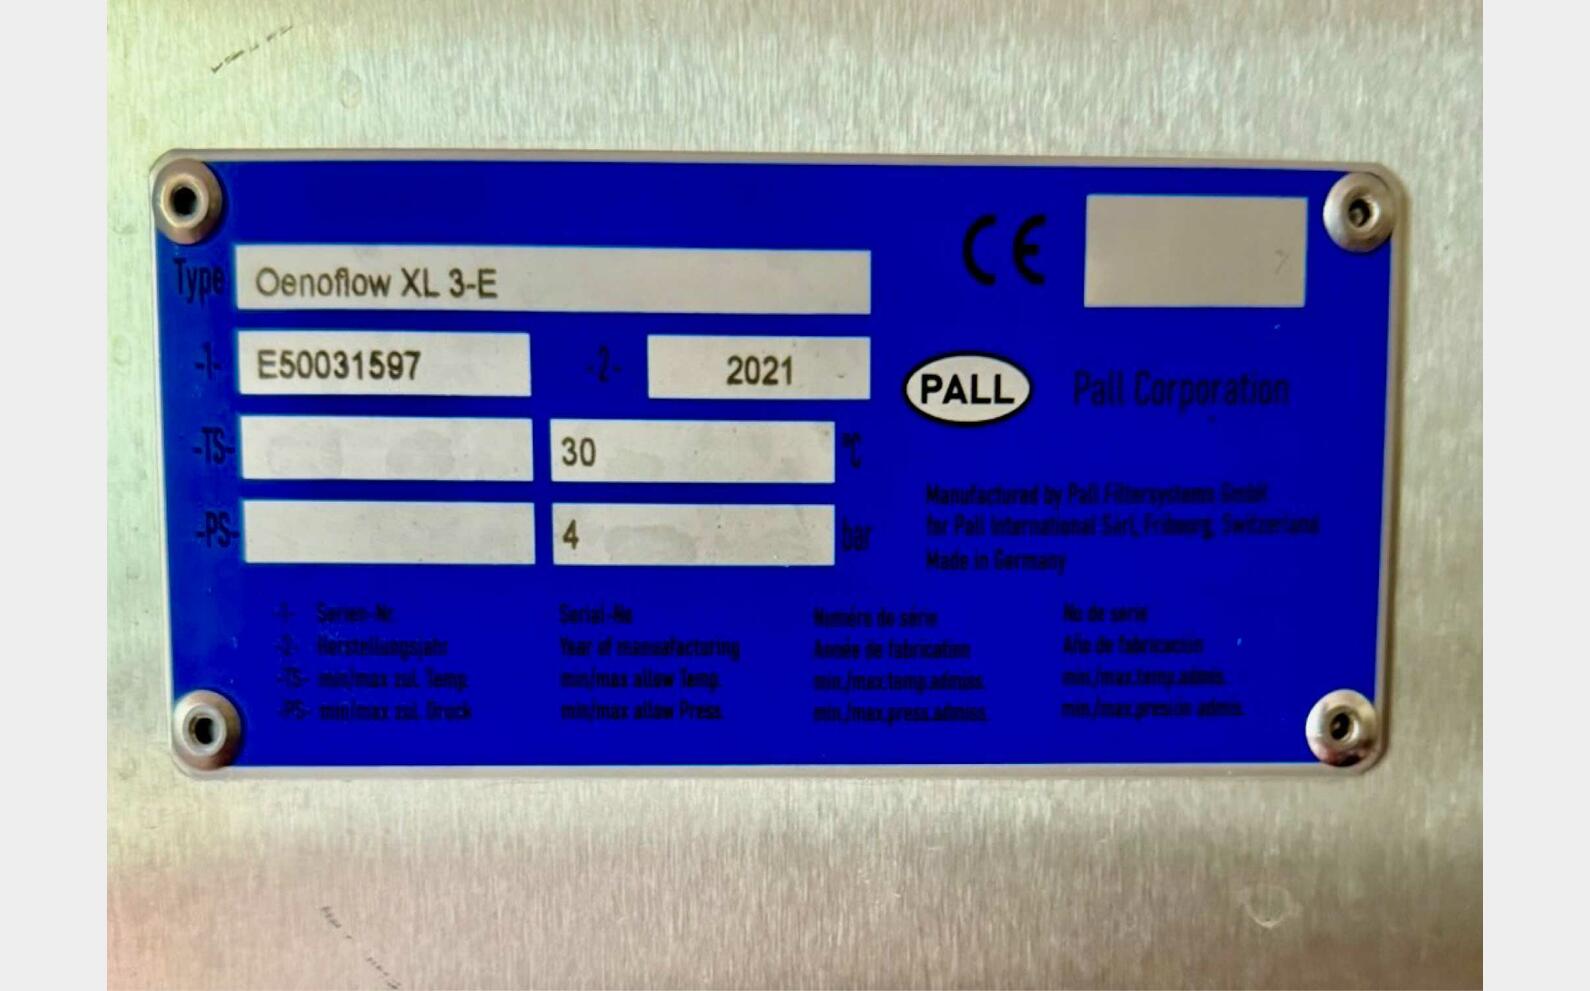 CE
Type Oenoflow XL 3-E
-1- E50031597 -2- 2021
PALL Pall Corporation
-TS- 30 °C
-PS- 4 bar
Manufactured by Pall Filtersystems GmbH
for Pall International Sàrl, Fribourg, Switzerland
Made in Germany
-1- Serien-Nr. Serial-No Numéro de série No de serie
-2- Herstellungsjahr Year of manufacturing Année de fabrication Año de fabricación
-TS- min/max zul. Temp. min/max allow Temp. min./max.temp.admiss. min./max.temp.admis.
-PS- min/max zul. Druck min/max allow Press. min./max.press.admiss. min./max.presión admis.